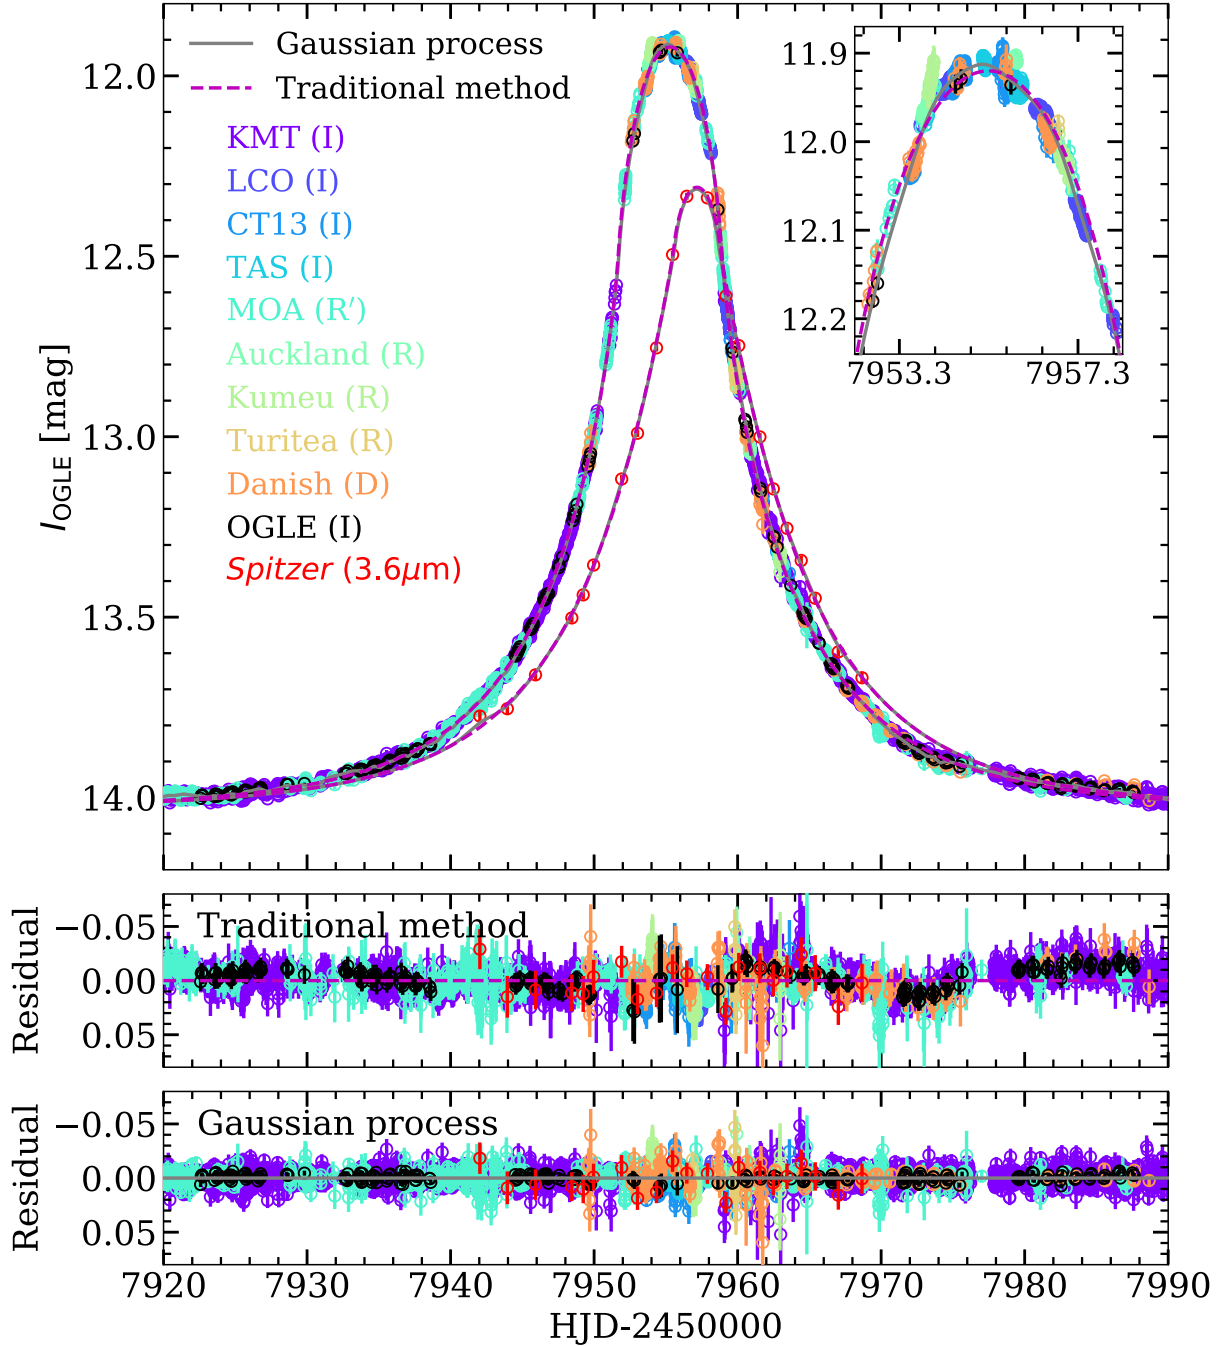 Gaussian process
Traditional method
KMT (I)
LCO (I)
CT13 (I)
TAS (I)
MOA (R′)
Auckland (R)
Kumeu (R)
Turitea (R)
Danish (D)
OGLE (I)
Spitzer (3.6μm)
12.0
12.5
13.0
13.5
14.0
I_OGLE [mag]
11.9
12.0
12.1
12.2
7953.3 7957.3
Traditional method
−0.05
0.00
0.05
Residual
Gaussian process
−0.05
0.00
0.05
Residual
7920 7930 7940 7950 7960 7970 7980 7990
HJD-2450000